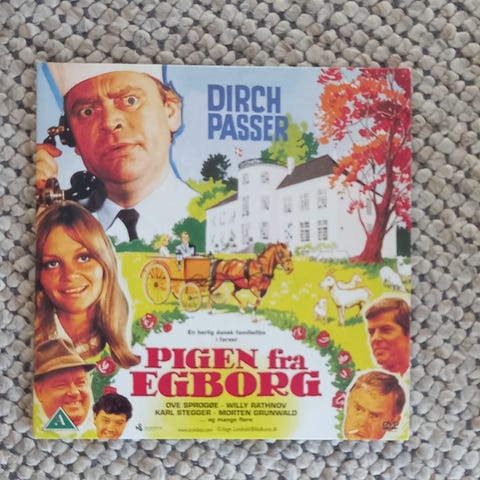 DIRCH
PASSER
En herlig dansk familiefilm
i farver
PIGEN fra
EGBORG
OVE SPROGØE · WILLY RATHNOV
KARL STEGGER · MORTEN GRUNWALD
... og mange flere
A
DVD